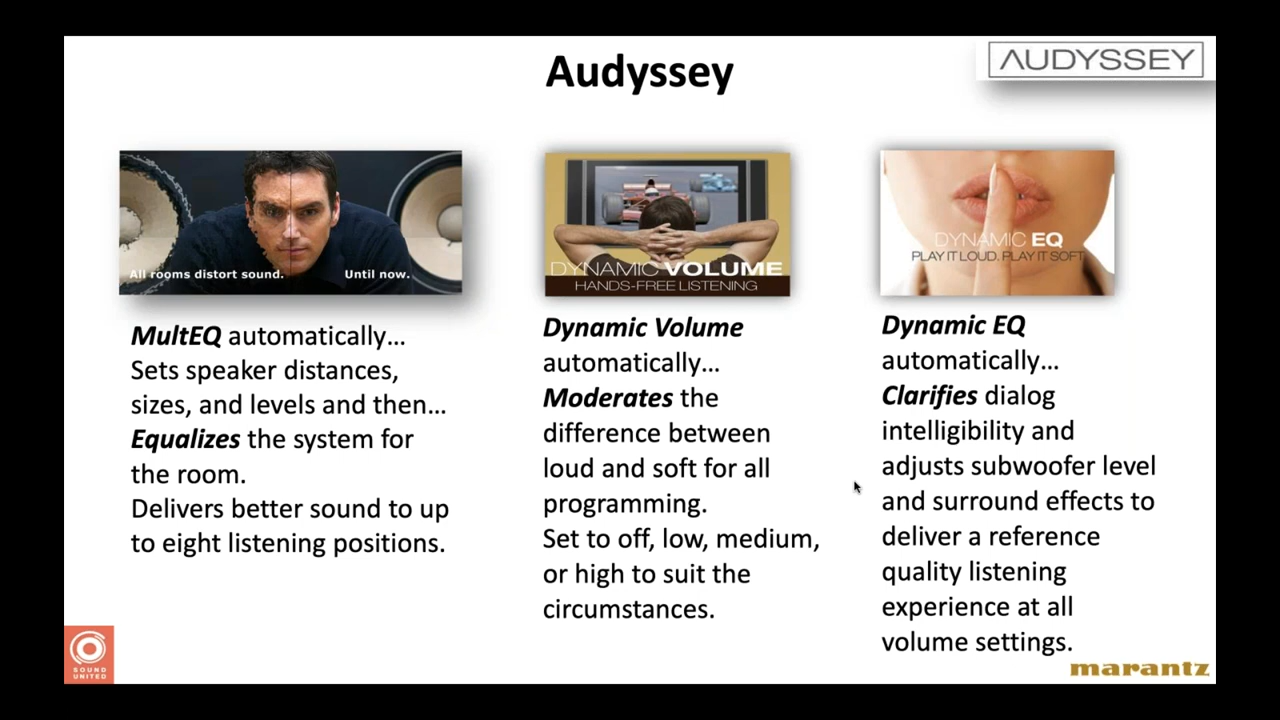 Audyssey
AUDYSSEY
All rooms distort sound. Until now.
MultEQ automatically…
Sets speaker distances,
sizes, and levels and then…
Equalizes the system for
the room.
Delivers better sound to up
to eight listening positions.
DYNAMIC VOLUME
HANDS-FREE LISTENING
Dynamic Volume
automatically…
Moderates the
difference between
loud and soft for all
programming.
Set to off, low, medium,
or high to suit the
circumstances.
DYNAMIC EQ
PLAY IT LOUD. PLAY IT SOFT
Dynamic EQ
automatically…
Clarifies dialog
intelligibility and
adjusts subwoofer level
and surround effects to
deliver a reference
quality listening
experience at all
volume settings.
SOUND
UNITED
marantz